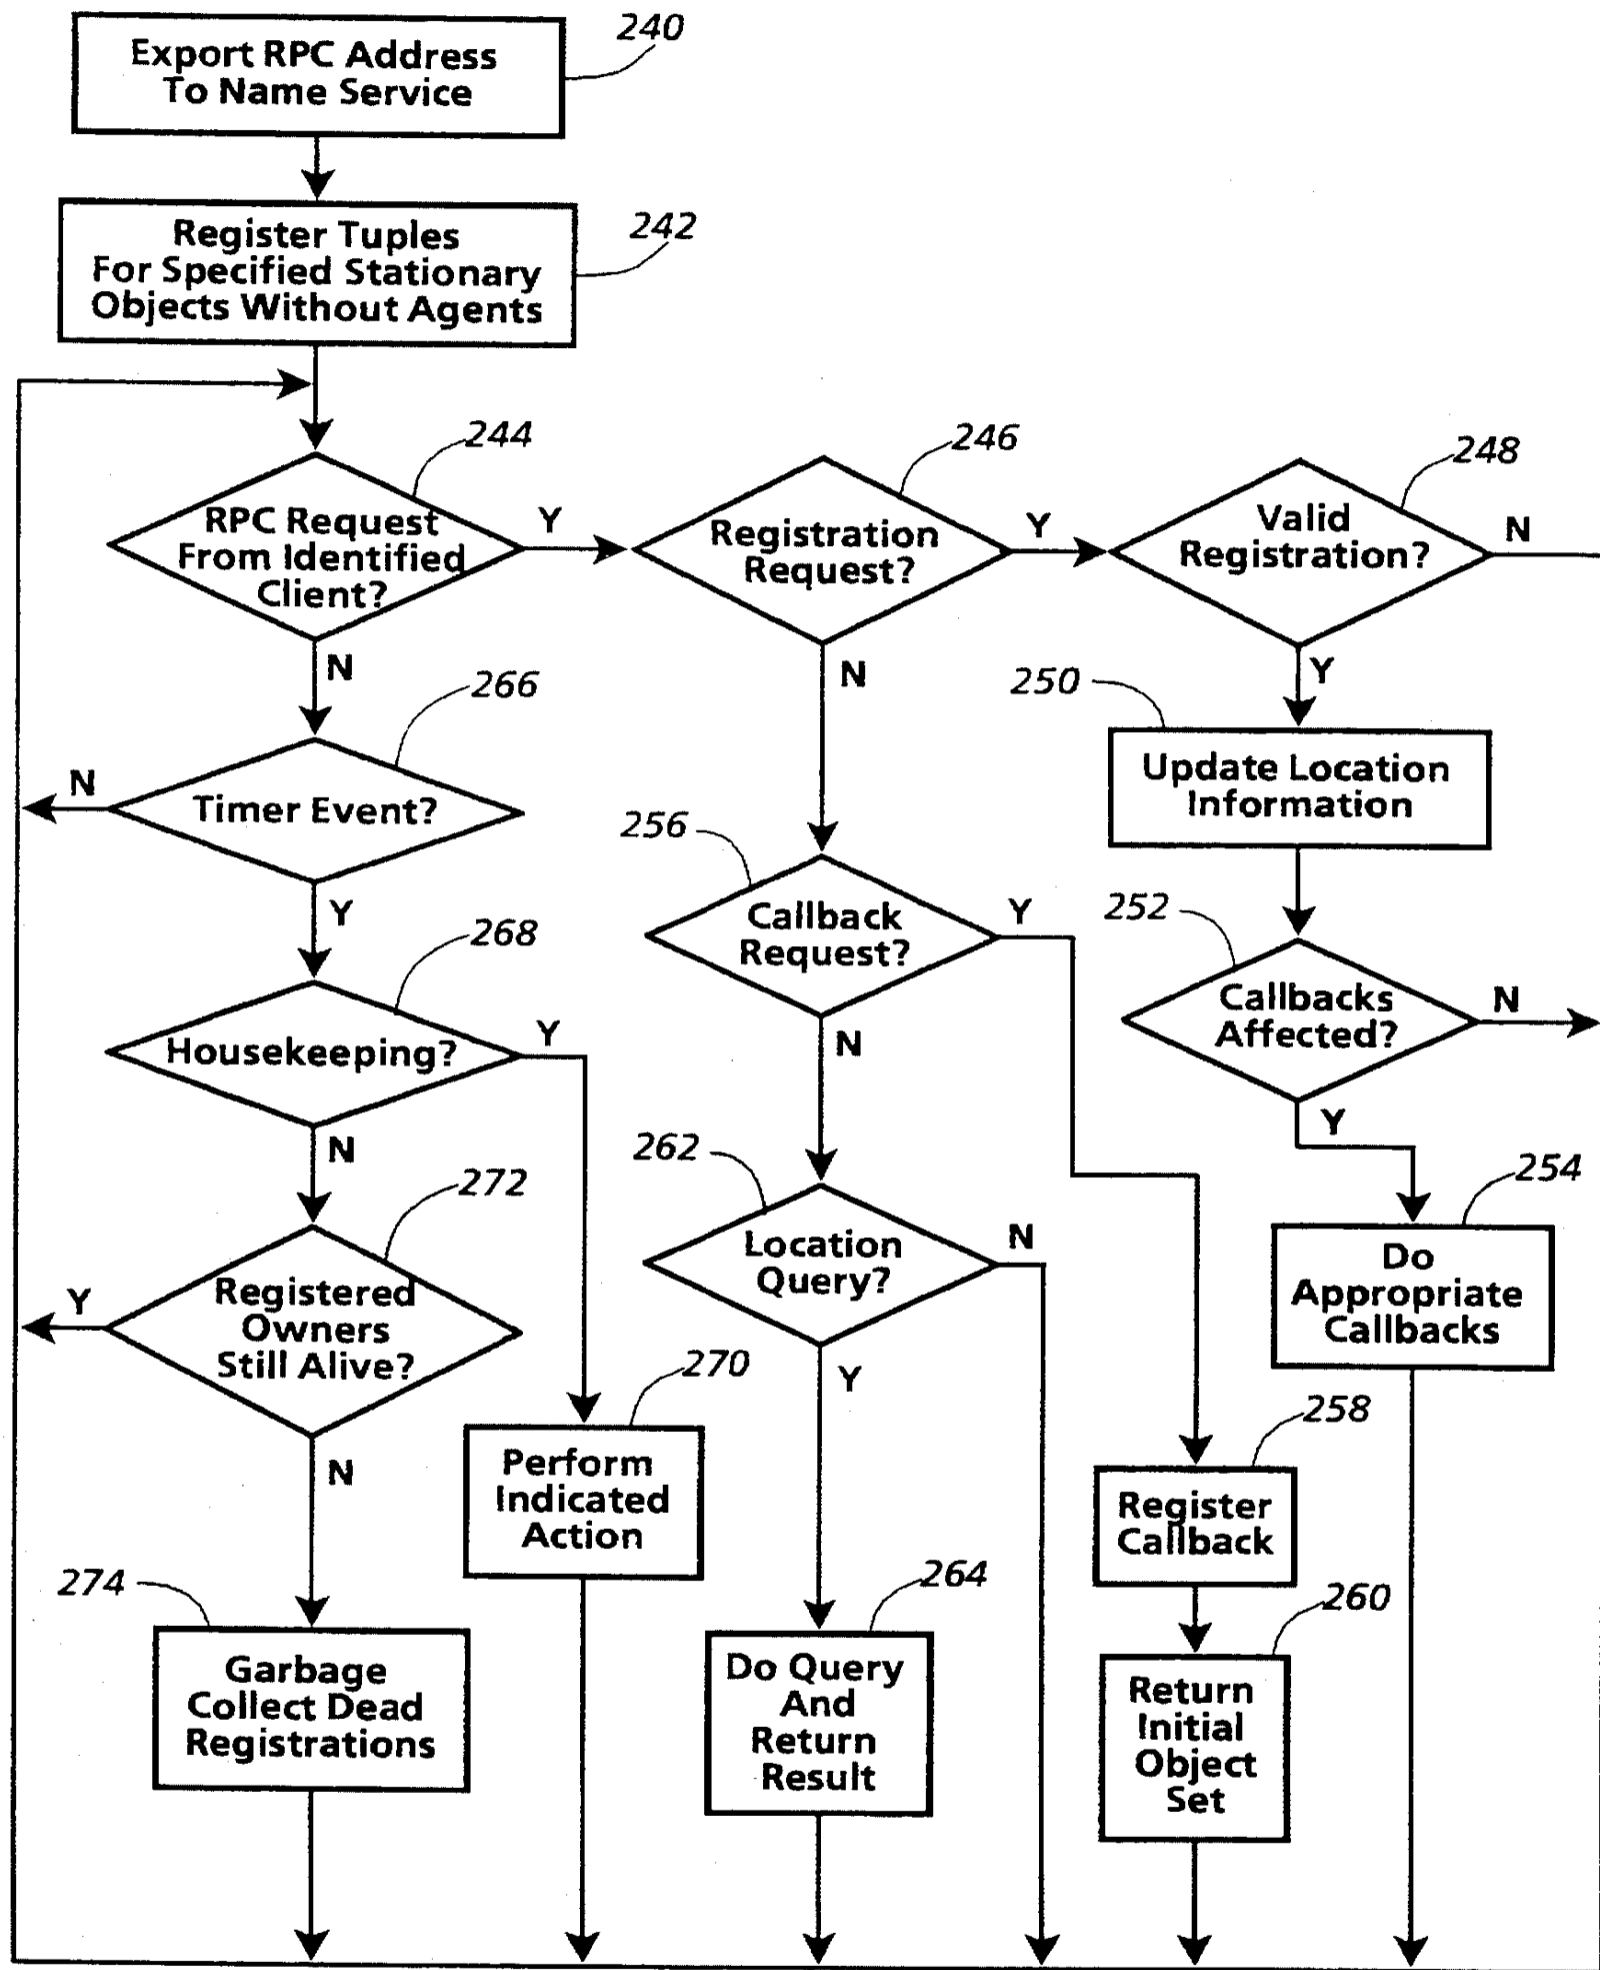 240
Export RPC Address
To Name Service
242
Register Tuples
For Specified Stationary
Objects Without Agents
244
RPC Request
From Identified
Client?
Y
N
246
Registration
Request?
Y
N
248
Valid
Registration?
N
Y
250
Update Location
Information
252
Callbacks
Affected?
N
Y
254
Do
Appropriate
Callbacks
256
Callback
Request?
Y
N
258
Register
Callback
260
Return
Initial
Object
Set
262
Location
Query?
N
Y
264
Do Query
And
Return
Result
266
Timer Event?
N
Y
268
Housekeeping?
Y
N
270
Perform
Indicated
Action
272
Registered
Owners
Still Alive?
Y
N
274
Garbage
Collect Dead
Registrations